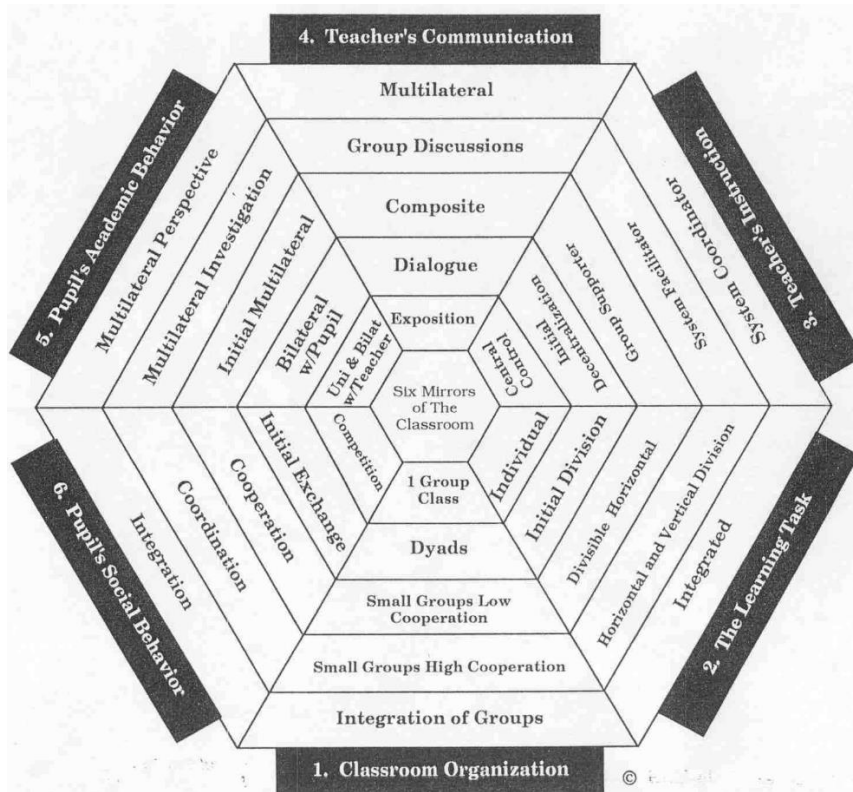 4. Teacher's Communication
Multilateral
Group Discussions
Composite
Dialogue
Exposition
5. Pupil's Academic Behavior
Multilateral Perspective
Multilateral Investigation
Initial Multilateral
Bilateral
w/Pupil
Uni & Bilat
w/Teacher
3. Teacher's Instruction
System Coordinator
System Facilitator
Group Supporter
Initial
Decentralization
Central
Control
Six Mirrors
of The
Classroom
6. Pupil's Social Behavior
Integration
Coordination
Cooperation
Initial Exchange
Competition
2. The Learning Task
Individual
Initial Division
Divisible Horizontal
Horizontal and Vertical Division
Integrated
1 Group
Class
Dyads
Small Groups Low
Cooperation
Small Groups High Cooperation
Integration of Groups
1. Classroom Organization
©